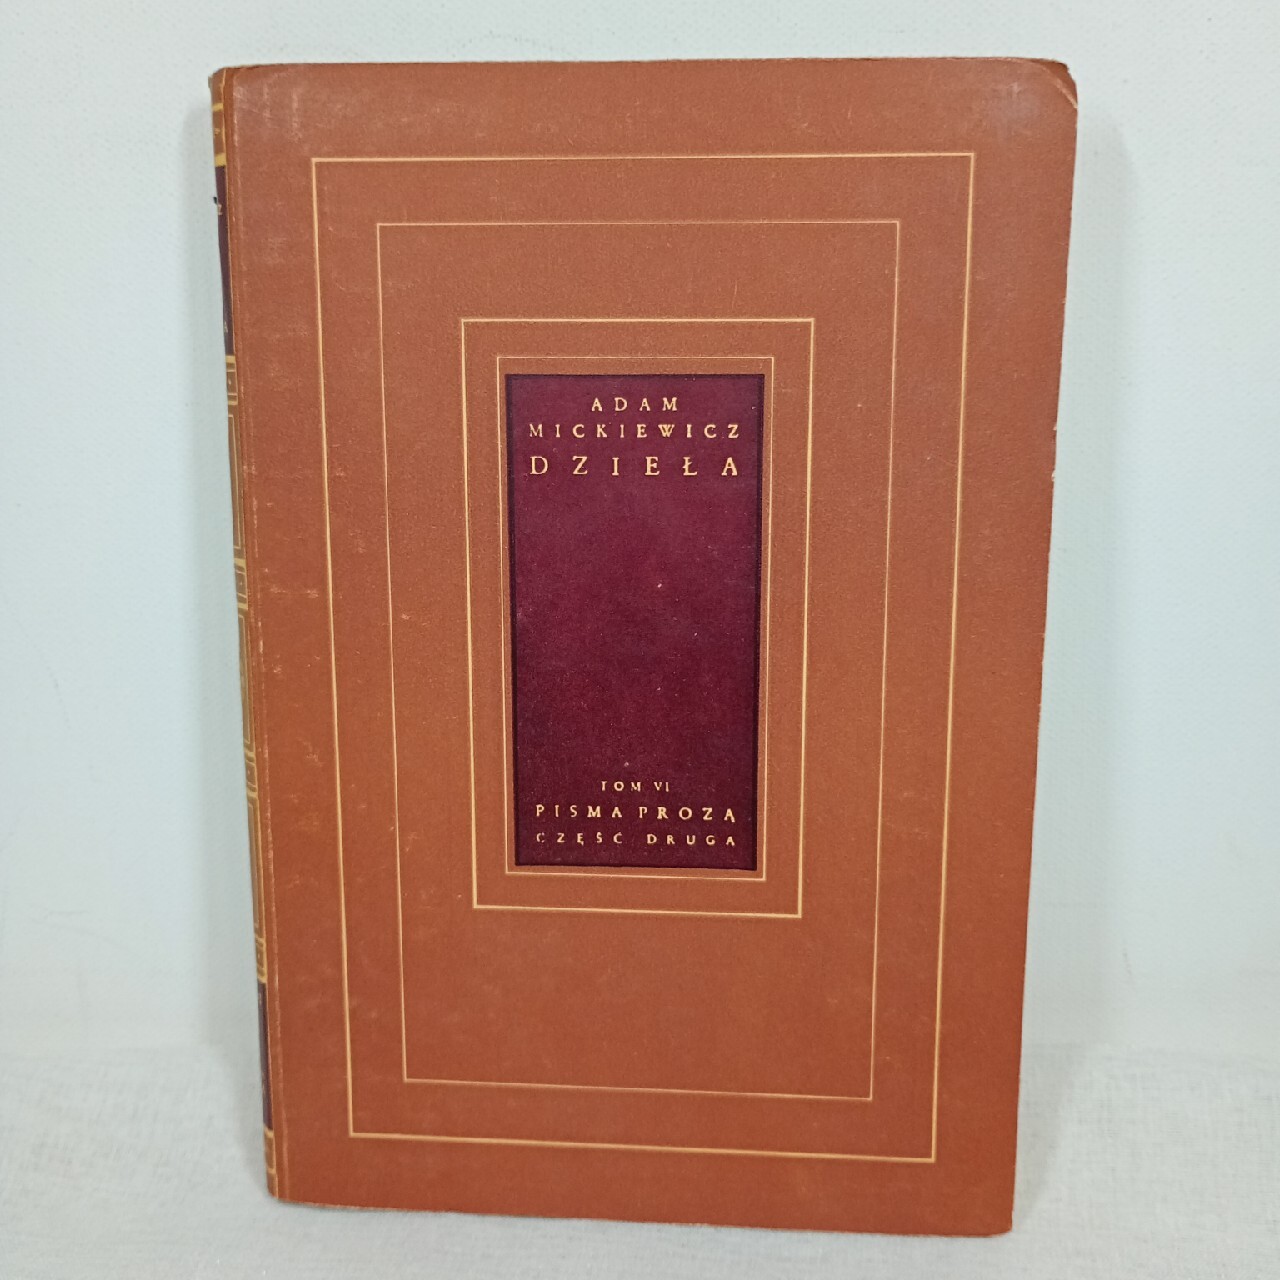 ADAM
MICKIEWICZ
DZIEŁA
TOM VI
PISMA PROZĄ
CZĘŚĆ DRUGA